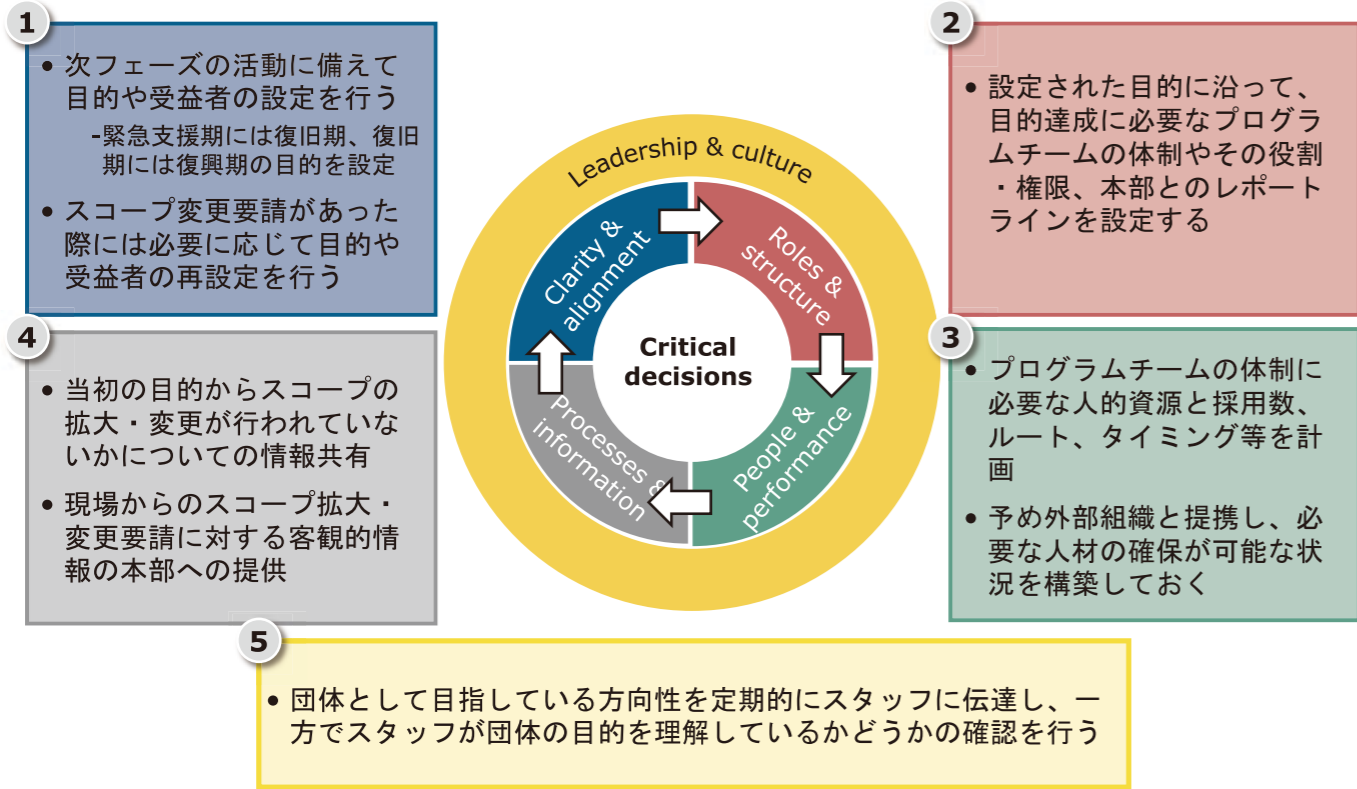 1
• 次フェーズの活動に備えて
目的や受益者の設定を行う
-緊急支援期には復旧期、復旧
期には復興期の目的を設定
• スコープ変更要請があった
際には必要に応じて目的や
受益者の再設定を行う
2
• 設定された目的に沿って、
目的達成に必要なプログラ
ムチームの体制やその役割
・権限、本部とのレポート
ラインを設定する
Leadership & culture
Clarity &
alignment
Roles &
structure
Critical
decisions
Processes &
information
People &
performance
4
• 当初の目的からスコープの
拡大・変更が行われていな
いかについての情報共有
• 現場からのスコープ拡大・
変更要請に対する客観的情
報の本部への提供
3
• プログラムチームの体制に
必要な人的資源と採用数、
ルート、タイミング等を計
画
• 予め外部組織と提携し、必
要な人材の確保が可能な状
況を構築しておく
5
• 団体として目指している方向性を定期的にスタッフに伝達し、一
方でスタッフが団体の目的を理解しているかどうかの確認を行う